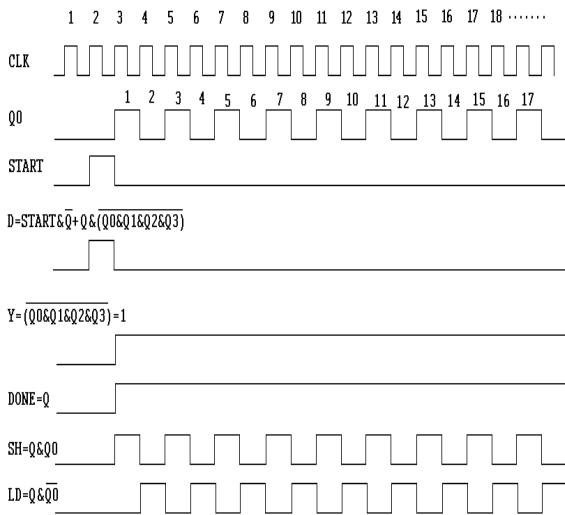 1 2 3 4 5 6 7 8 9 10 11 12 13 14 15 16 17 18 ·······
CLK
1 2 3 4 5 6 7 8 9 10 11 12 13 14 15 16 17
Q0
START
D=START&Q̅+Q&(Q0&Q1&Q2&Q3)
Y=(Q0&Q1&Q2&Q3)=1
DONE=Q
SH=Q&Q0
LD=Q&Q̅0̅